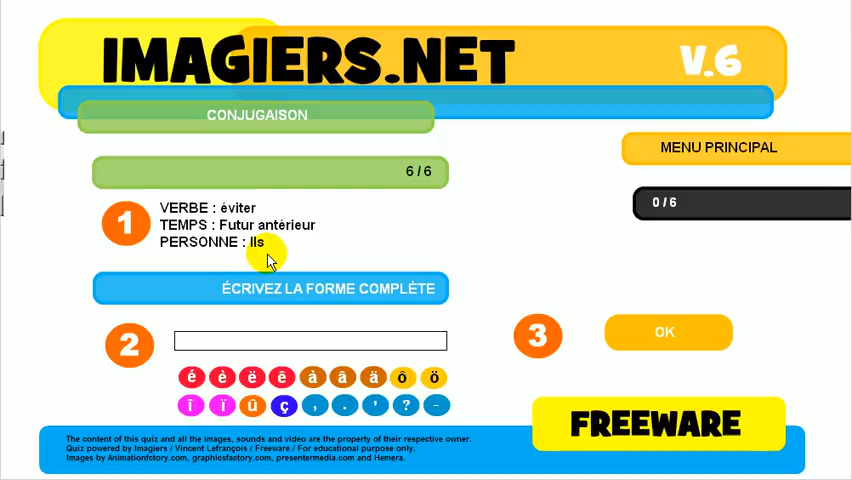 IMAGIERS.NET
V.6
CONJUGAISON
MENU PRINCIPAL
6 / 6
0 / 6
1
VERBE : éviter
TEMPS : Futur antérieur
PERSONNE : Ils
ÉCRIVEZ LA FORME COMPLÈTE
2
3
OK
é è ë ê à â ä ô ö
î ï û ç , . ' ? -
FREEWARE
The content of this quiz and all the images, sounds and video are the property of their respective owner.
Quiz powered by Imagiers / Vincent Lefrançois / Freeware / For educational purpose only.
Images by Animationfctory.com, graphicsfactory.com, presentermedia.com and Hemera.